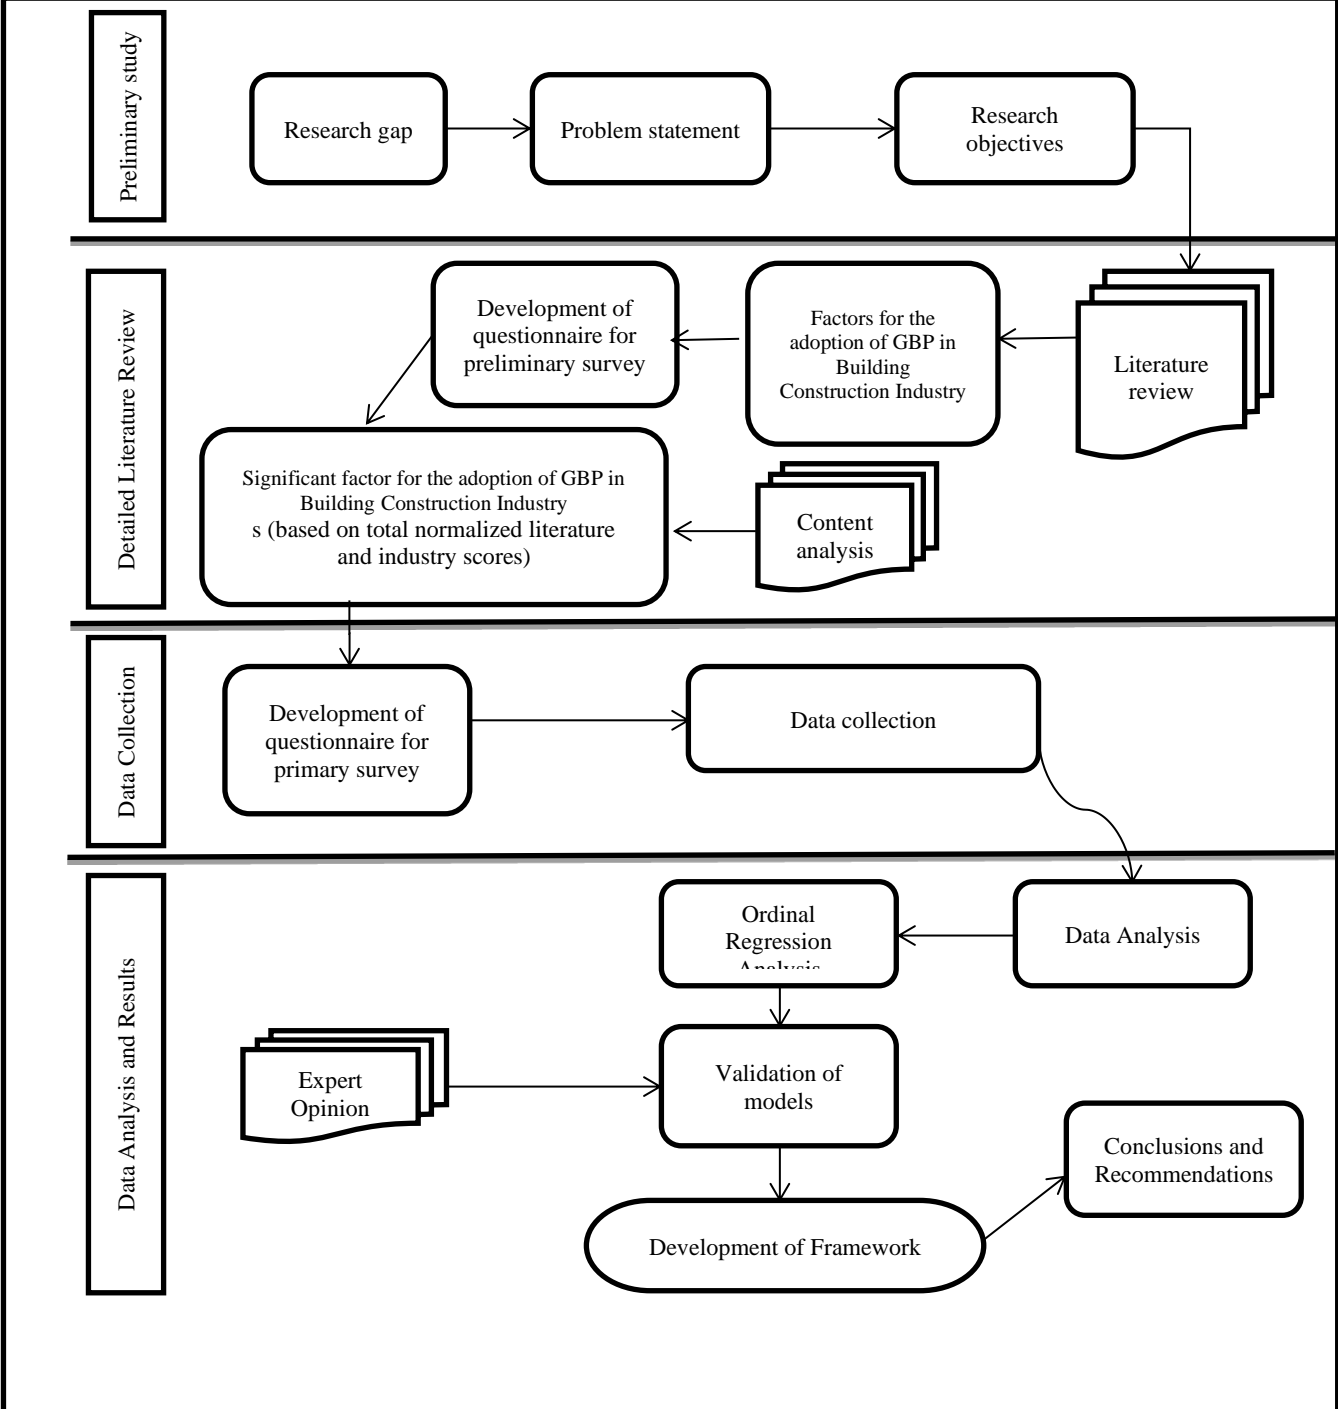 Preliminary study
Research gap
Problem statement
Research
objectives
Detailed Literature Review
Development of
questionnaire for
preliminary survey
Factors for the
adoption of GBP in
Building
Construction Industry
Literature
review
Significant factor for the adoption of GBP in
Building Construction Industry
s (based on total normalized literature
and industry scores)
Content
analysis
Data Collection
Development of
questionnaire for
primary survey
Data collection
Data Analysis and Results
Ordinal
Regression
Analysis
Data Analysis
Expert
Opinion
Validation of
models
Conclusions and
Recommendations
Development of Framework